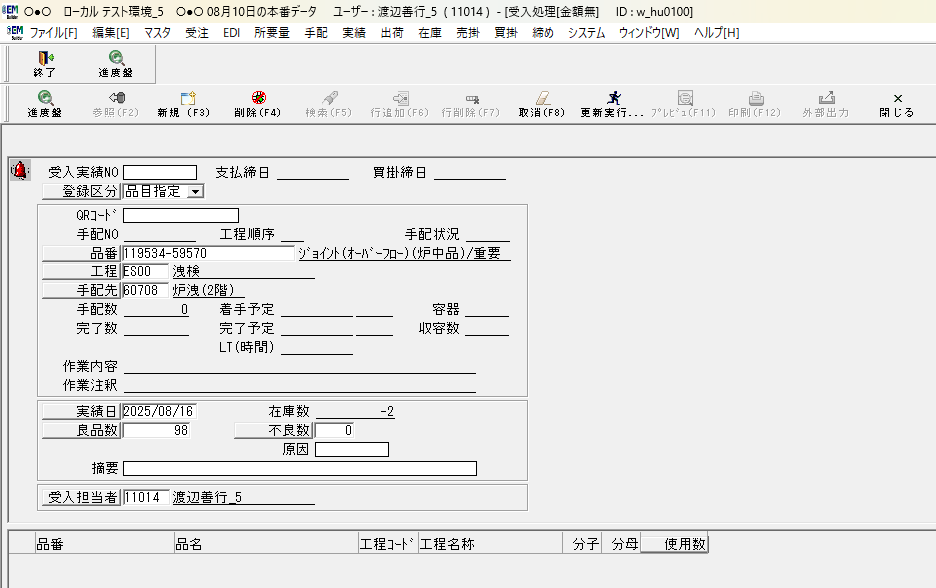 ○●○ ローカル テスト環境_5 ○●○ 08月10日の本番データ ユーザー : 渡辺善行_5 ( 11014 ) - [受入処理[金額無] ID : w_hu0100]
ファイル[F] 編集[E] マスタ 受注 EDI 所要量 手配 実績 出荷 在庫 売掛 買掛 締め システム ウィンドウ[W] ヘルプ[H]
終了 進度盤
進度盤 参照(F2) 新規 (F3) 削除(F4) 検索(F5) 行追加(F6) 行削除(F7) 取消(F8) 更新実行... プレビュ(F11) 印刷(F12) 外部出力 閉じる
受入実績NO 支払締日 買掛締日
登録区分 品目指定
QRコード
手配NO 工程順序 手配状況
品番 119534-59570 ジョイント(オーバーフロー)(炉中品)/重要
工程 ES00 洩検
手配先 60708 炉洩(2階)
手配数 0 着手予定 容器
完了数 完了予定 収容数
LT(時間)
作業内容
作業注釈
実績日 2025/08/16 在庫数 -2
良品数 98 不良数 0
原因
摘要
受入担当者 11014 渡辺善行_5
品番 品名 工程コード 工程名称 分子 分母 使用数